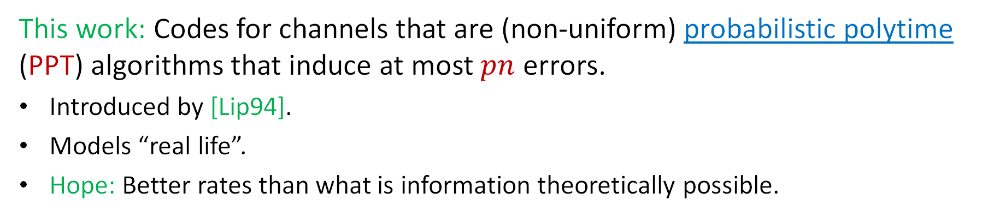 This work: Codes for channels that are (non-uniform) probabilistic polytime
(PPT) algorithms that induce at most pn errors.
• Introduced by [Lip94].
• Models “real life”.
• Hope: Better rates than what is information theoretically possible.